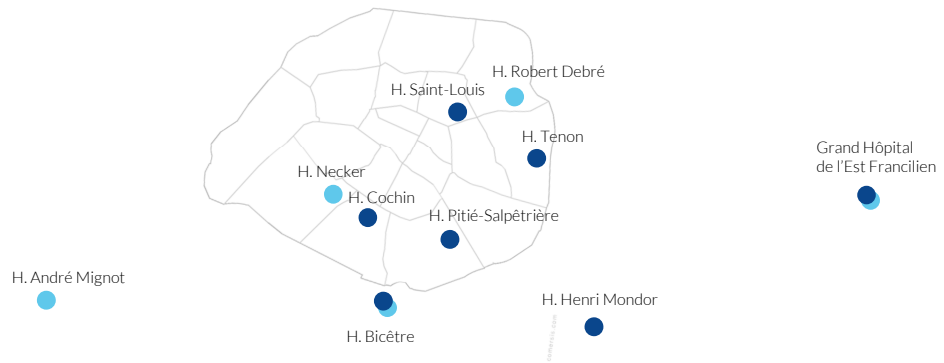 H. Robert Debré
H. Saint-Louis
H. Tenon
Grand Hôpital
de l'Est Francilien
H. Necker
H. Cochin
H. Pitié-Salpêtrière
H. André Mignot
H. Henri Mondor
H. Bicêtre